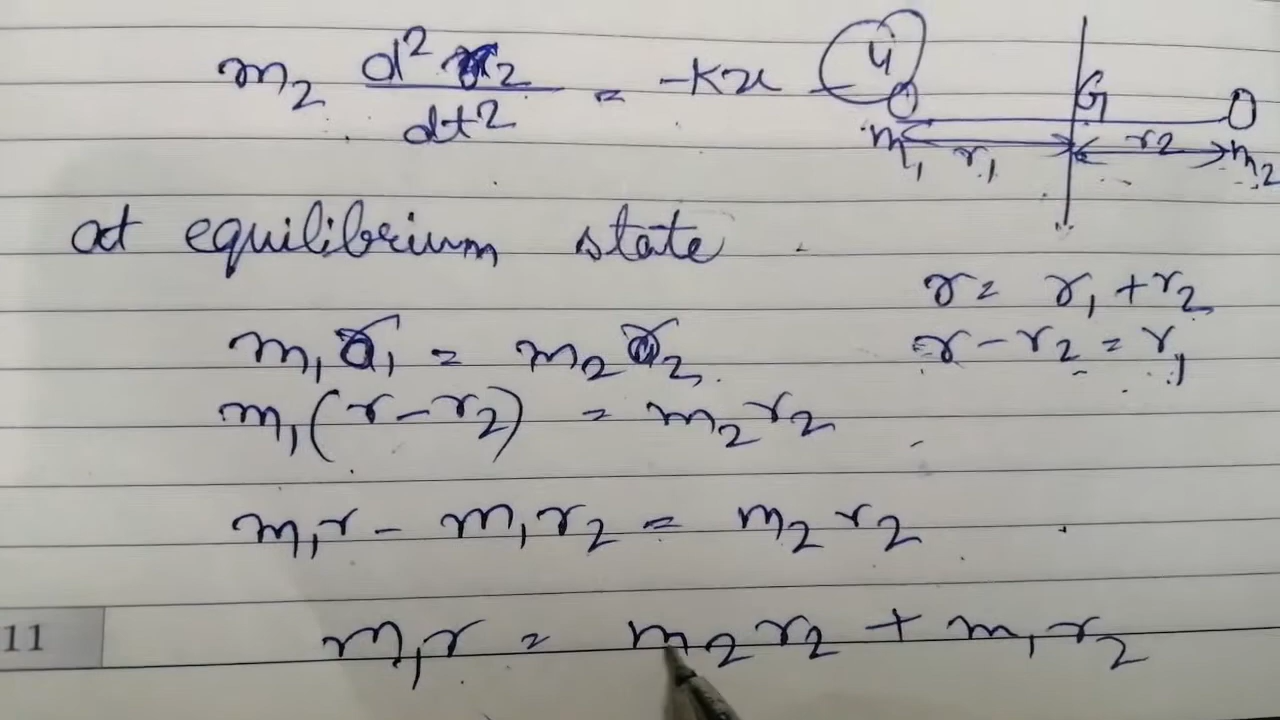 m₂ d²r₂/dt² = -Kx — 4
G
m₁ r₁ r₂ m₂
at equilibrium state
r = r₁ + r₂
m₁r₁ = m₂r₂
r - r₂ = r₁
m₁(r - r₂) = m₂r₂
m₁r - m₁r₂ = m₂r₂
11
m₁r = m₂r₂ + m₁r₂